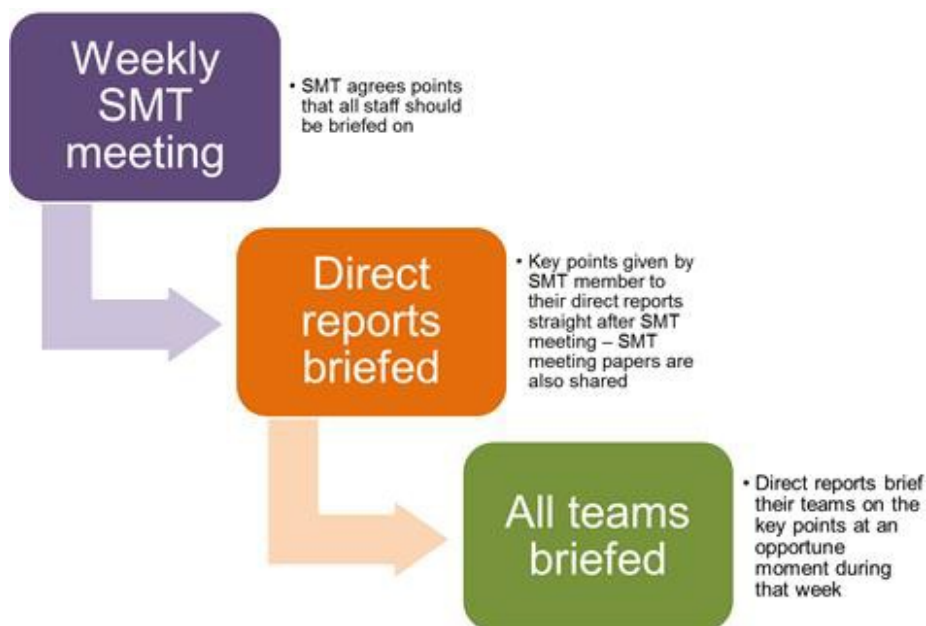 Weekly
SMT
meeting
• SMT agrees points
that all staff should
be briefed on
Direct
reports
briefed
• Key points given by
SMT member to
their direct reports
straight after SMT
meeting – SMT
meeting papers are
also shared
All teams
briefed
• Direct reports brief
their teams on the
key points at an
opportune
moment during
that week